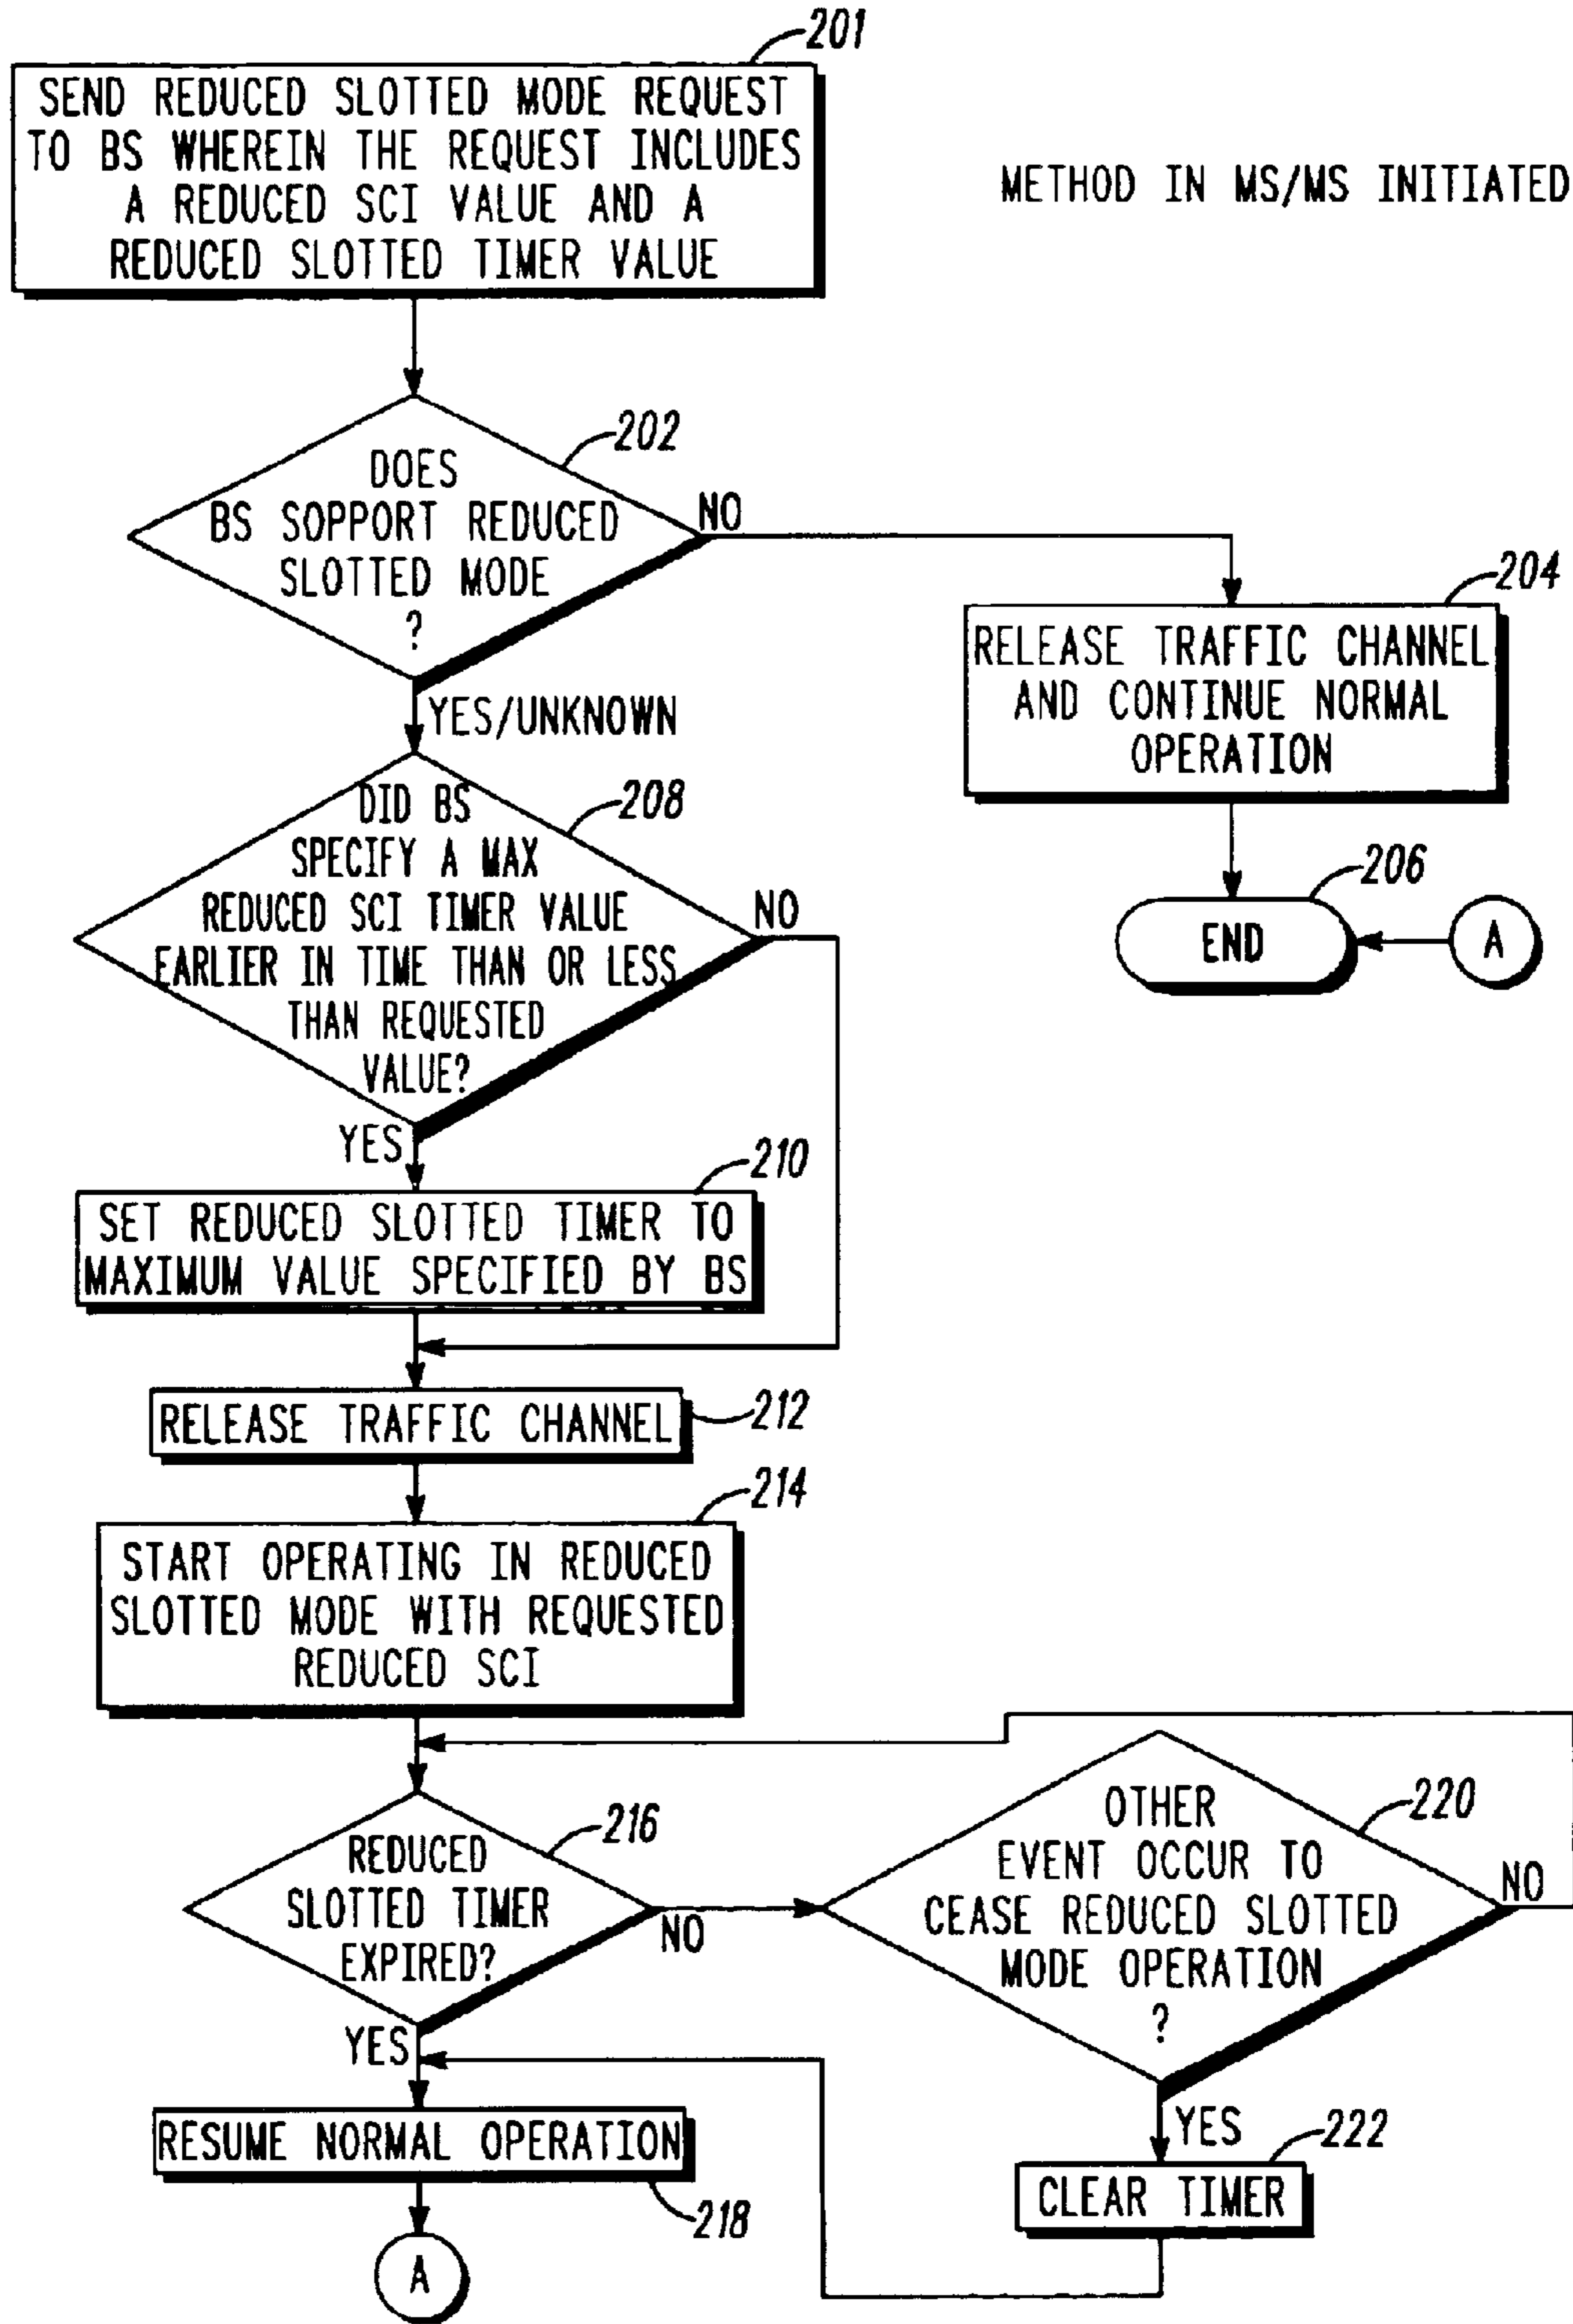 201
SEND REDUCED SLOTTED MODE REQUEST
TO BS WHEREIN THE REQUEST INCLUDES
A REDUCED SCI VALUE AND A
REDUCED SLOTTED TIMER VALUE
METHOD IN MS/MS INITIATED
202
DOES
BS SOPPORT REDUCED
SLOTTED MODE
?
NO
YES/UNKNOWN
204
RELEASE TRAFFIC CHANNEL
AND CONTINUE NORMAL
OPERATION
206
END
A
208
DID BS
SPECIFY A MAX
REDUCED SCI TIMER VALUE
EARLIER IN TIME THAN OR LESS
THAN REQUESTED
VALUE?
NO
YES
210
SET REDUCED SLOTTED TIMER TO
MAXIMUM VALUE SPECIFIED BY BS
RELEASE TRAFFIC CHANNEL
212
214
START OPERATING IN REDUCED
SLOTTED MODE WITH REQUESTED
REDUCED SCI
216
REDUCED
SLOTTED TIMER
EXPIRED?
NO
YES
220
OTHER
EVENT OCCUR TO
CEASE REDUCED SLOTTED
MODE OPERATION
?
NO
YES
222
CLEAR TIMER
RESUME NORMAL OPERATION
218
A